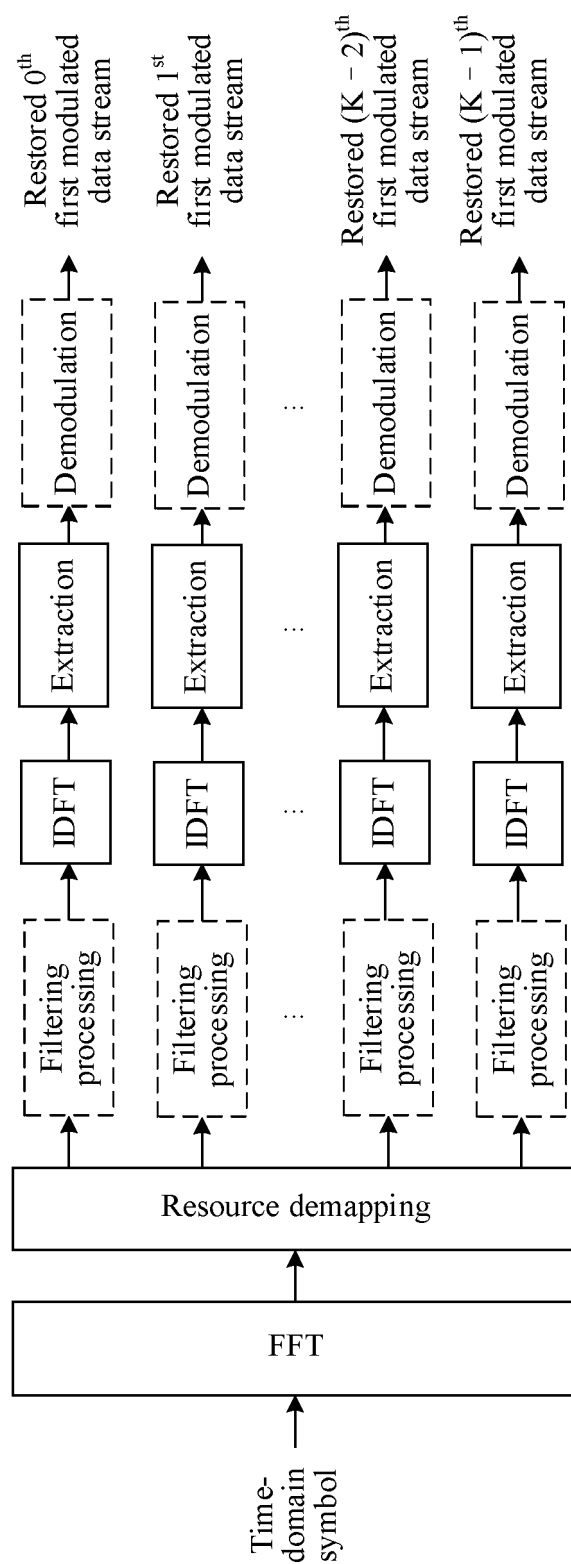 Time-
domain
symbol
FFT
Resource demapping
Filtering
processing
IDFT
Extraction
Demodulation
Restored 0th
first modulated
data stream
Filtering
processing
IDFT
Extraction
Demodulation
Restored 1st
first modulated
data stream
...
...
...
...
Filtering
processing
IDFT
Extraction
Demodulation
Restored (K − 2)th
first modulated
data stream
Filtering
processing
IDFT
Extraction
Demodulation
Restored (K − 1)th
first modulated
data stream